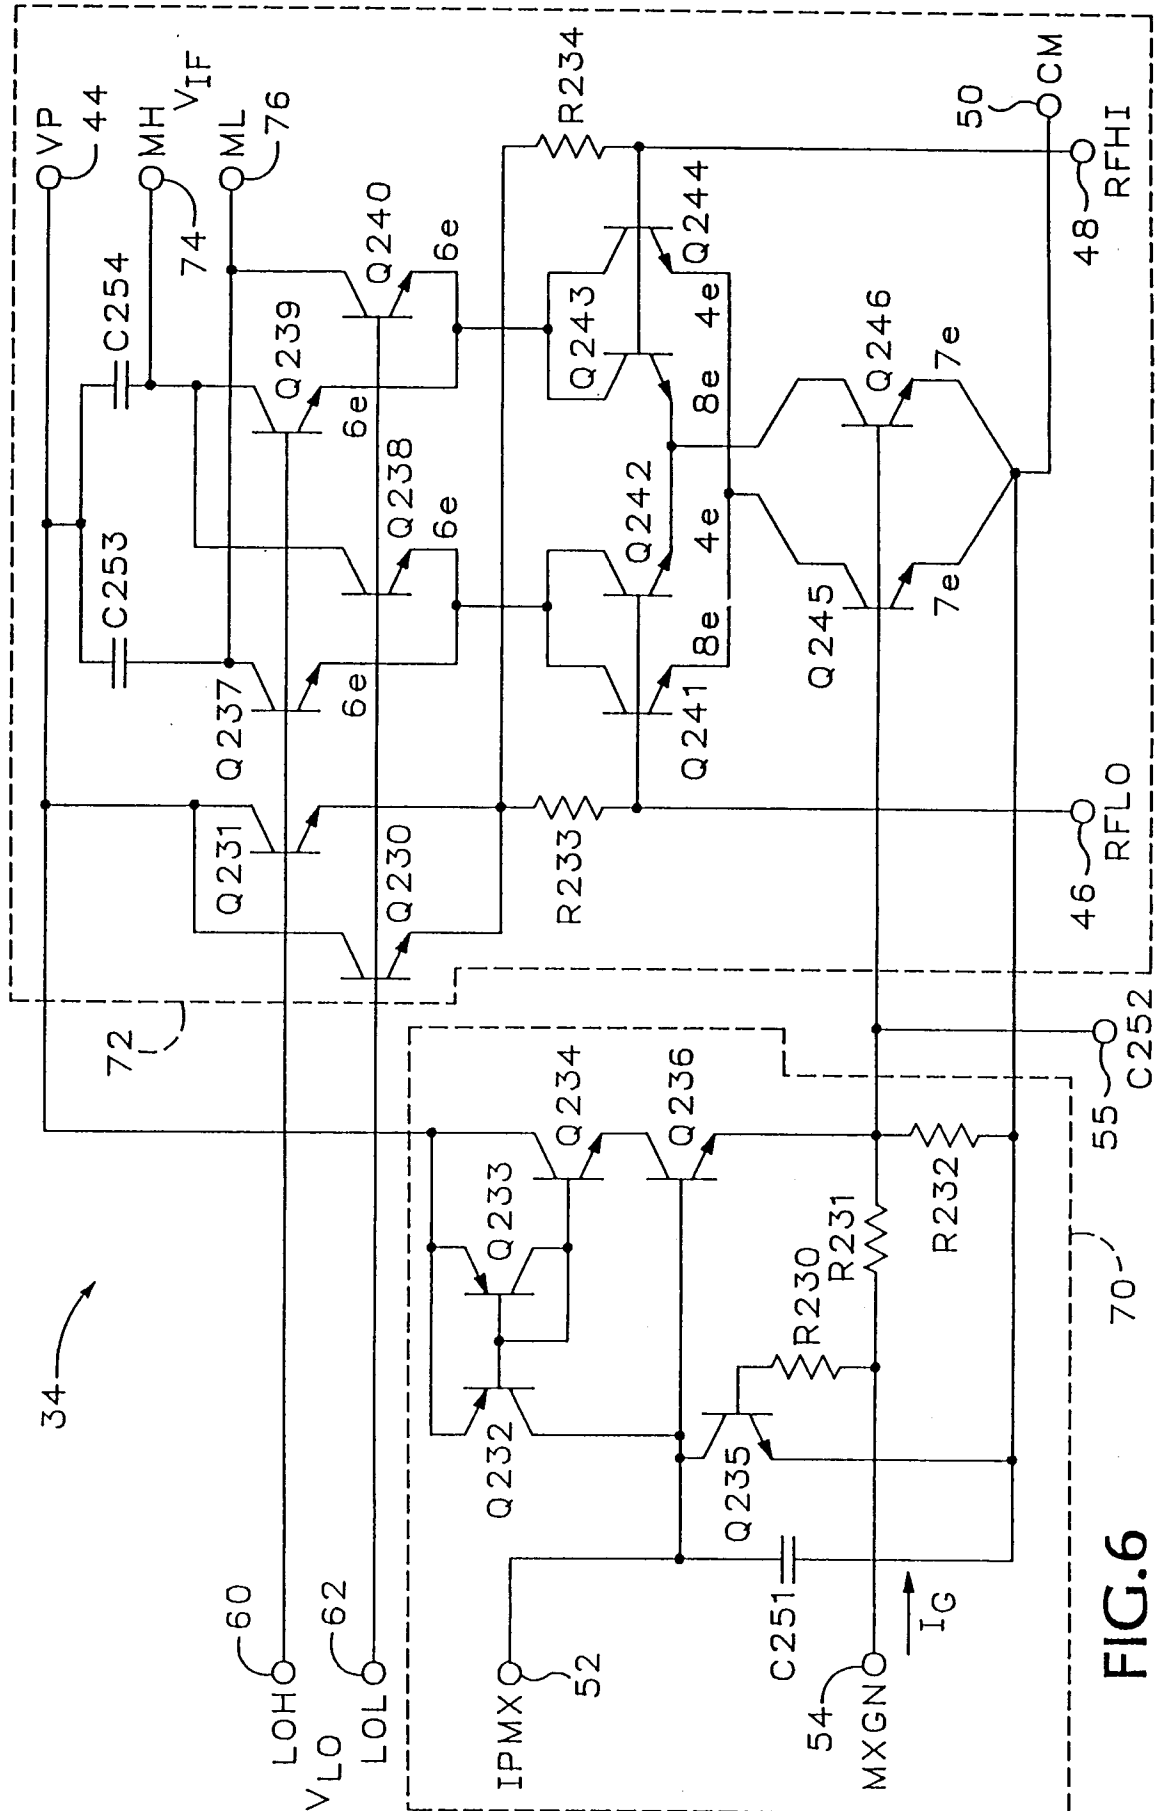 VP
44
MH
VIF
74
ML
76
C254
C253
Q240
6e
Q239
6e
Q238
6e
Q237
6e
Q231
Q230
R234
Q244
4e
Q243
8e
Q242
4e
Q241
8e
R233
Q246
7e
Q245
7e
50
CM
48
RFHI
46
RFLO
72
34
Q234
Q233
Q232
Q236
Q235
R230
R231
R232
C251
55
C252
70
60
LOH
VLO
62
LOL
IPMX
52
54
MXGN
IG
FIG.6